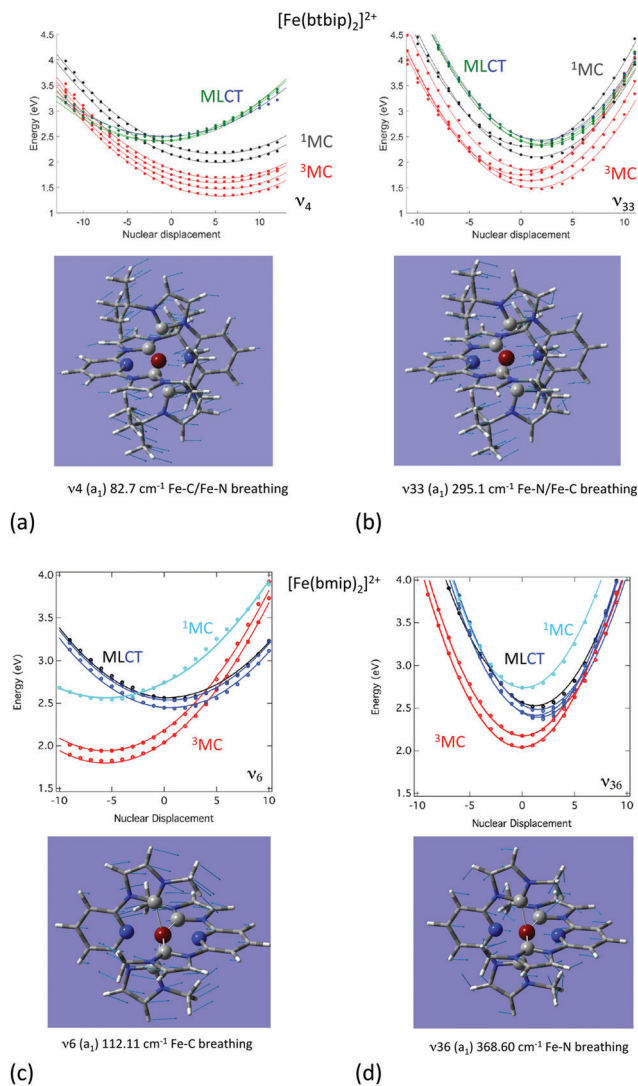 [Fe(btbip)₂]²⁺
4.5
4
3.5
3
2.5
2
1.5
1
Energy (eV)
MLCT
¹MC
³MC
ν₄
-10
-5
0
5
10
Nuclear displacement
4.5
4
3.5
3
2.5
2
1.5
1
Energy (eV)
MLCT
¹MC
³MC
ν₃₃
-10
-5
0
5
10
Nuclear displacement
ν4 (a₁) 82.7 cm⁻¹ Fe-C/Fe-N breathing
ν33 (a₁) 295.1 cm⁻¹ Fe-N/Fe-C breathing
(a)
(b)
[Fe(bmip)₂]²⁺
4.0
3.5
3.0
2.5
2.0
1.5
Energy (eV)
¹MC
MLCT
³MC
ν₆
-10
-5
0
5
10
Nuclear Displacement
4.0
3.5
3.0
2.5
2.0
1.5
Energy (eV)
¹MC
MLCT
³MC
ν₃₆
-10
-5
0
5
10
Nuclear Displacement
ν6 (a₁) 112.11 cm⁻¹ Fe-C breathing
ν36 (a₁) 368.60 cm⁻¹ Fe-N breathing
(c)
(d)